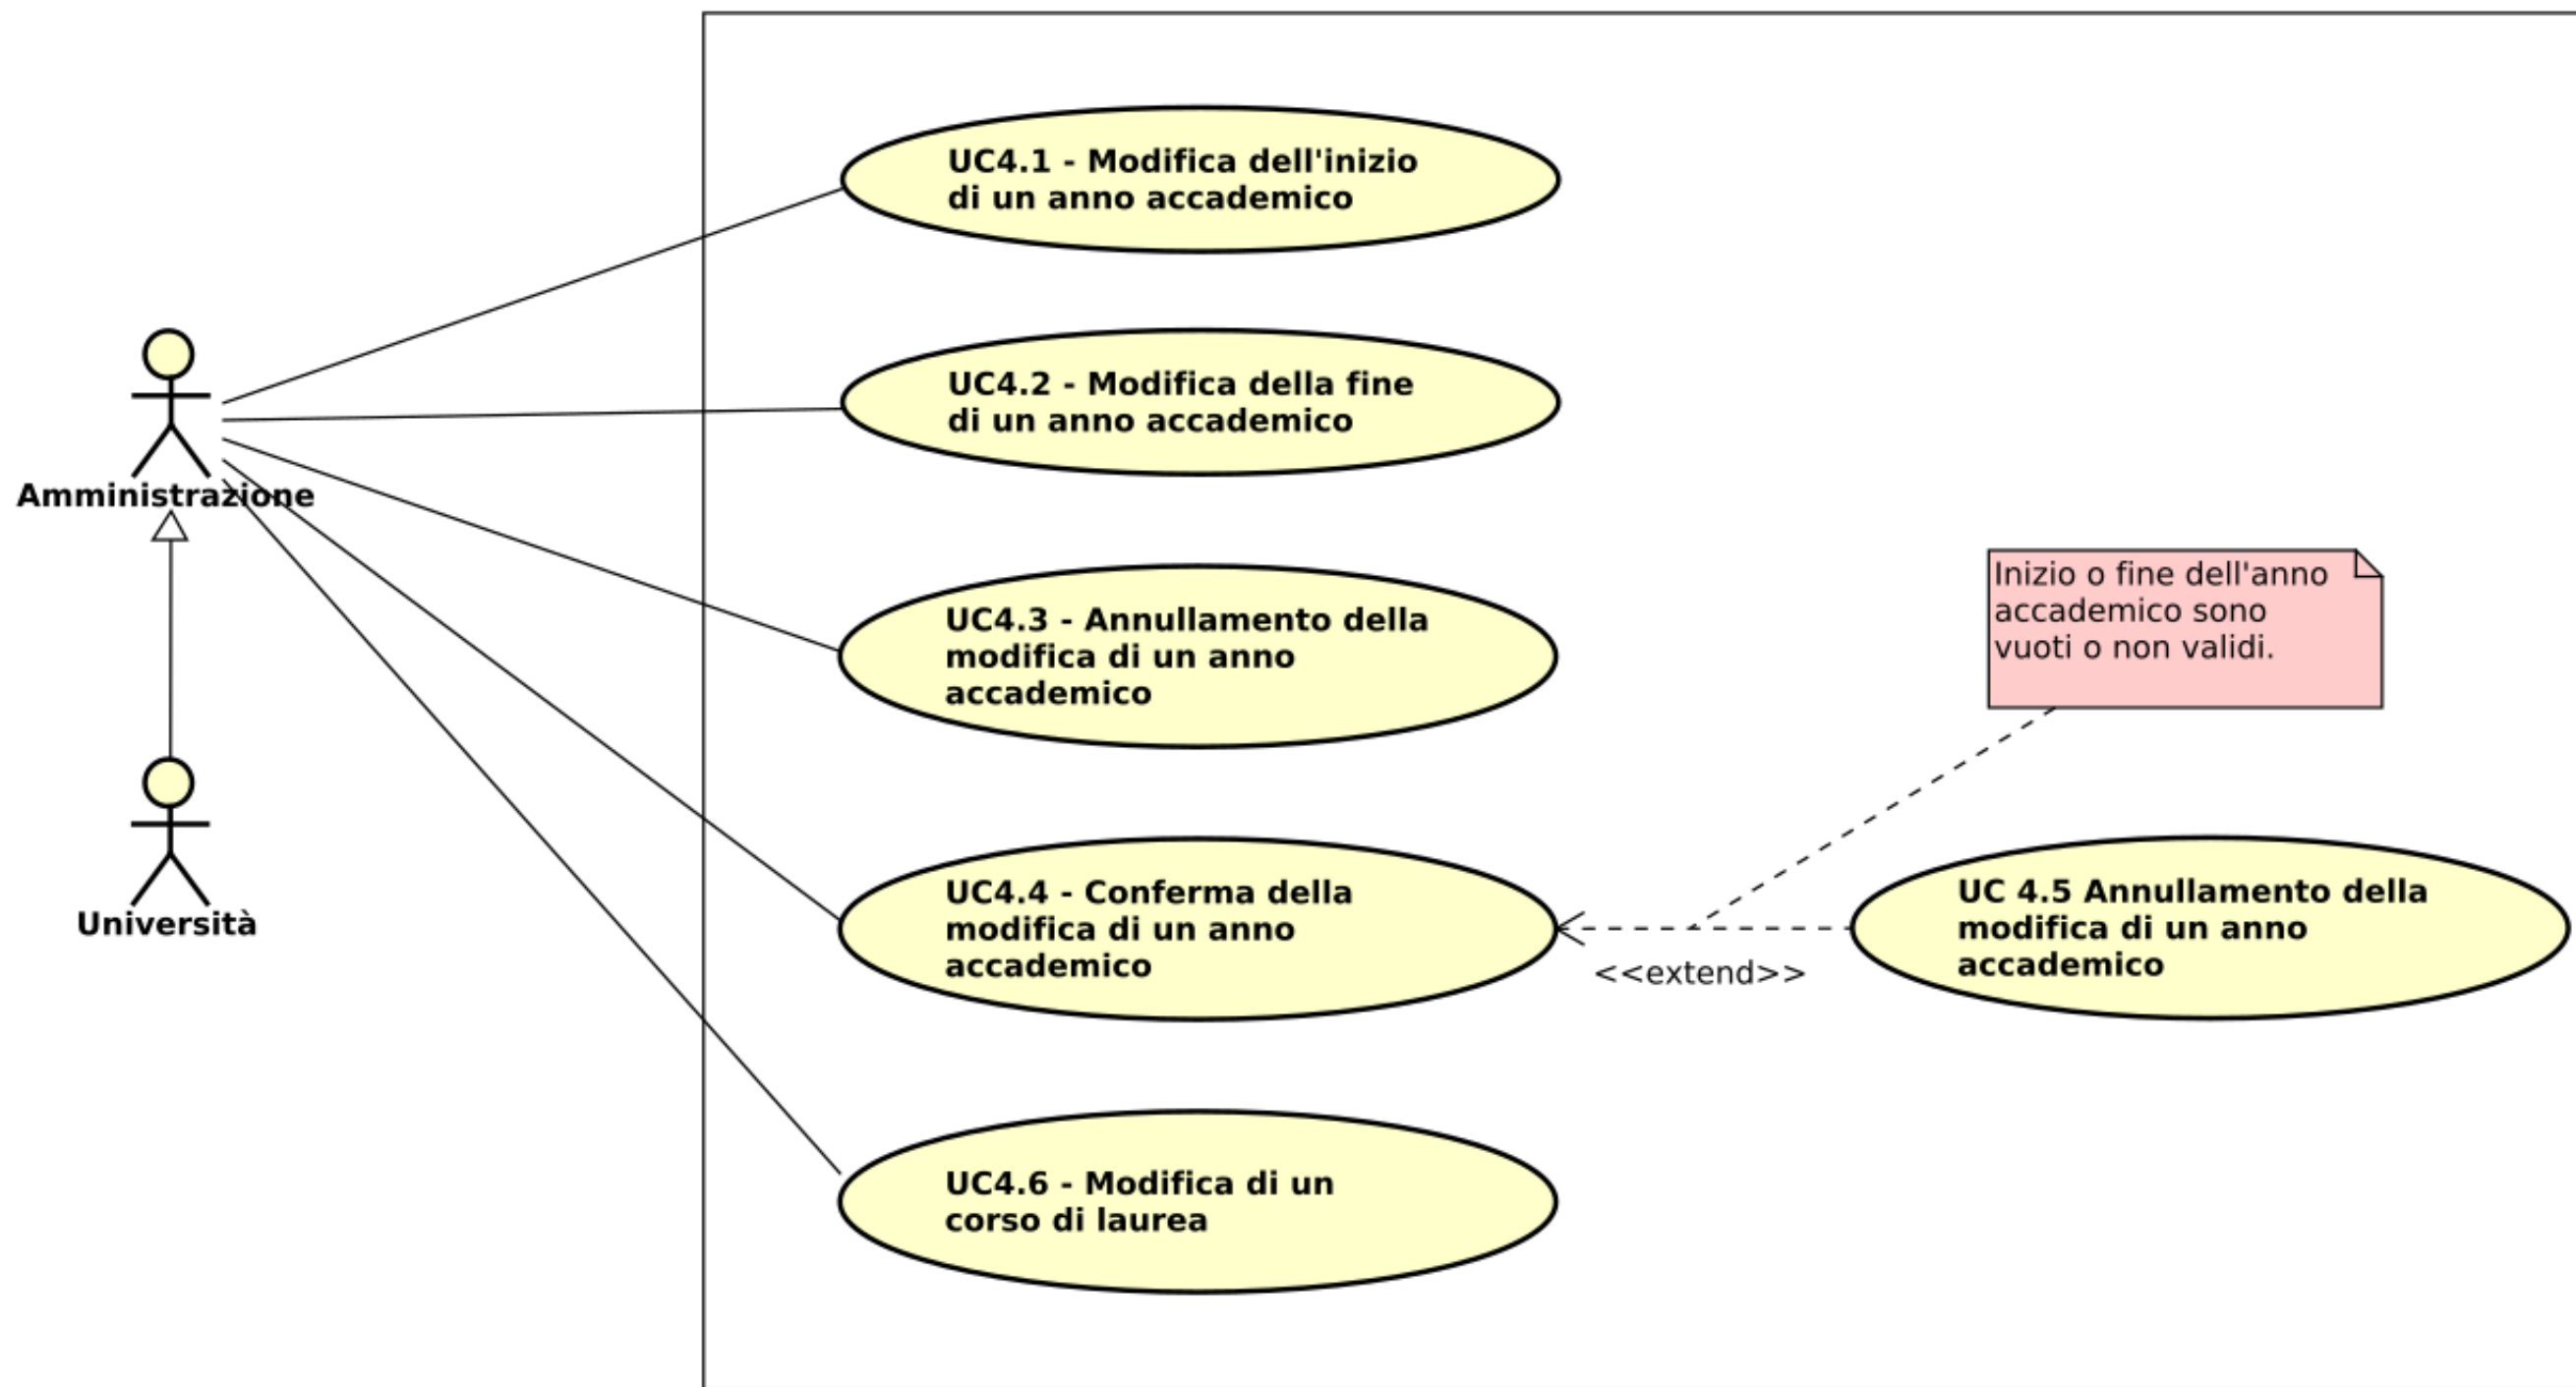 UC4.1 - Modifica dell'inizio
di un anno accademico
UC4.2 - Modifica della fine
di un anno accademico
Amministrazione
UC4.3 - Annullamento della
modifica di un anno
accademico
Inizio o fine dell'anno
accademico sono
vuoti o non validi.
Università
UC4.4 - Conferma della
modifica di un anno
accademico
<<extend>>
UC 4.5 Annullamento della
modifica di un anno
accademico
UC4.6 - Modifica di un
corso di laurea